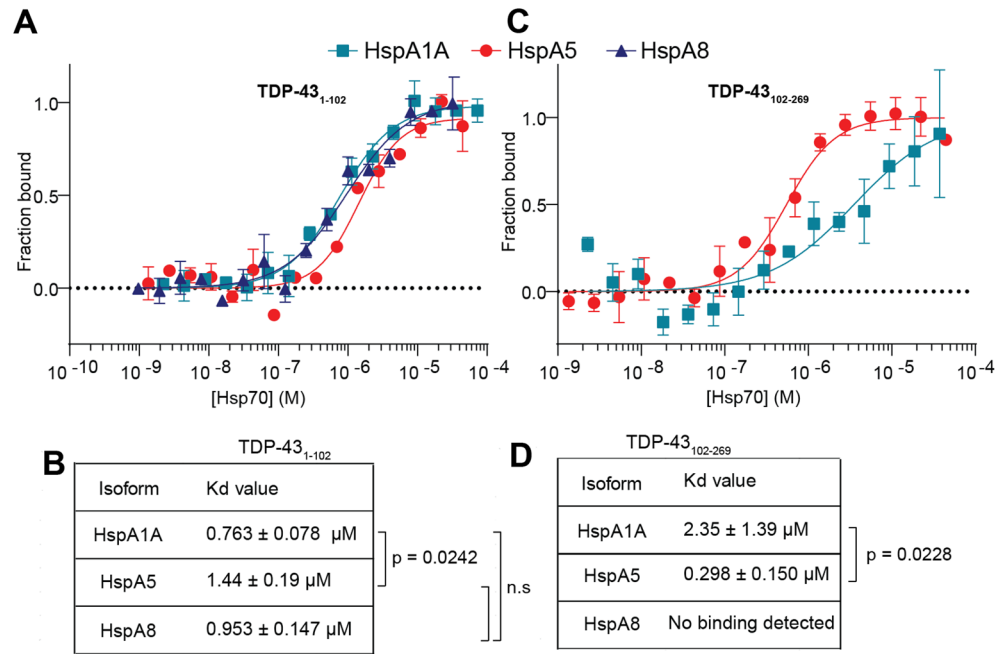 A
C
HspA1A HspA5 HspA8
TDP-43₁₋₁₀₂
TDP-43₁₀₂₋₂₆₉
Fraction bound
1.0
0.5
0.0
10⁻¹⁰ 10⁻⁹ 10⁻⁸ 10⁻⁷ 10⁻⁶ 10⁻⁵ 10⁻⁴
[Hsp70] (M)
Fraction bound
1.0
0.5
0.0
10⁻⁹ 10⁻⁸ 10⁻⁷ 10⁻⁶ 10⁻⁵ 10⁻⁴
[Hsp70] (M)
B
TDP-43₁₋₁₀₂
Isoform Kd value
HspA1A 0.763 ± 0.078 µM
HspA5 1.44 ± 0.19 µM
HspA8 0.953 ± 0.147 µM
p = 0.0242
n.s
D
TDP-43₁₀₂₋₂₆₉
Isoform Kd value
HspA1A 2.35 ± 1.39 µM
HspA5 0.298 ± 0.150 µM
HspA8 No binding detected
p = 0.0228